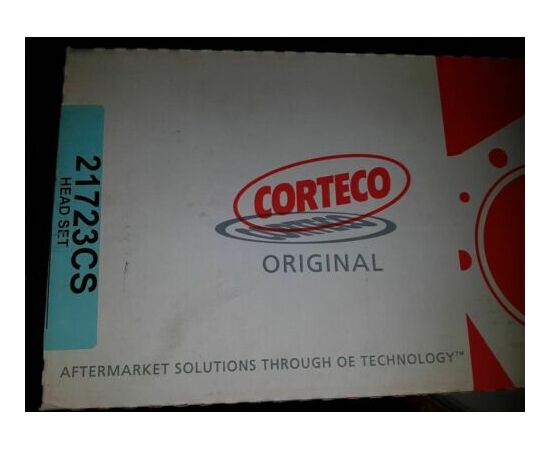 21723CS
HEAD SET
CORTECO
ORIGINAL
AFTERMARKET SOLUTIONS THROUGH OE TECHNOLOGY™